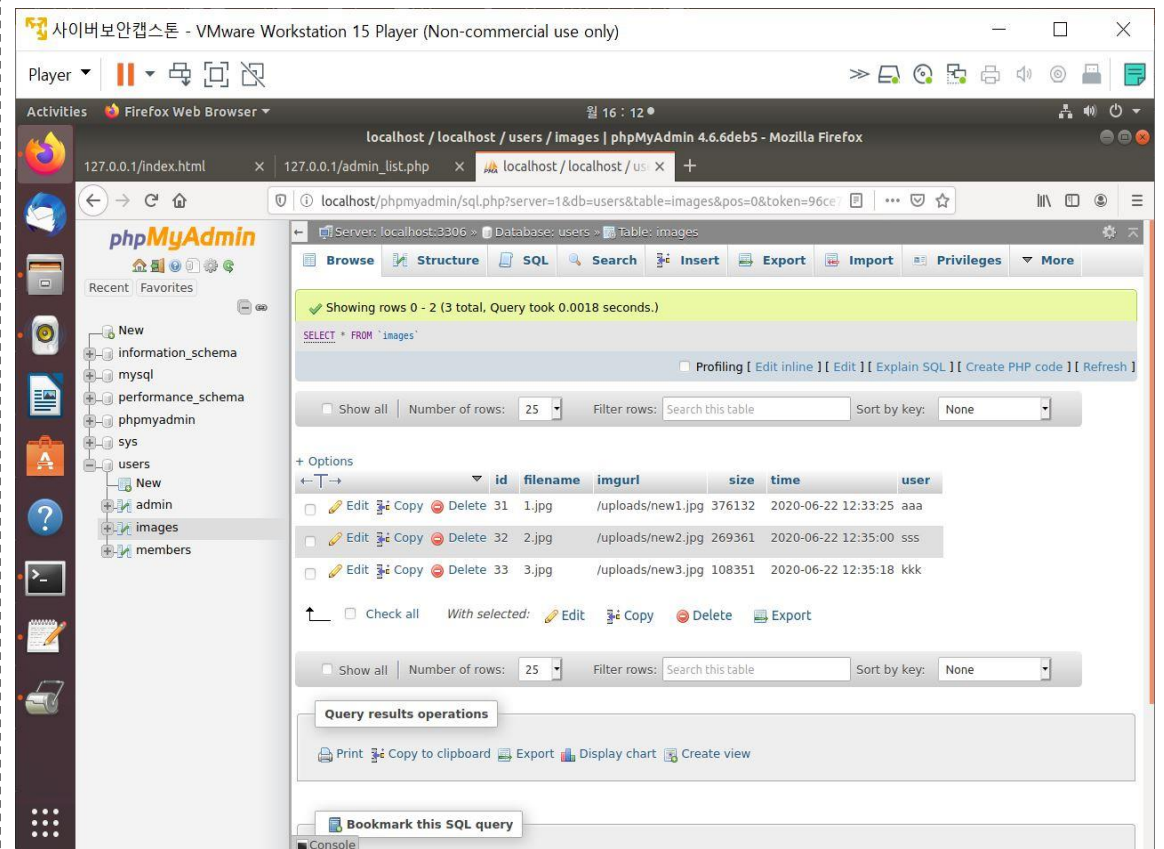 사이버보안캡스톤 - VMware Workstation 15 Player (Non-commercial use only)
Player
Activities Firefox Web Browser 월 16 : 12
localhost / localhost / users / images | phpMyAdmin 4.6.6deb5 - Mozilla Firefox
127.0.0.1/index.html 127.0.0.1/admin_list.php localhost / localhost / us
localhost/phpmyadmin/sql.php?server=1&db=users&table=images&pos=0&token=96ce
phpMyAdmin
Recent Favorites
New
information_schema
mysql
performance_schema
phpmyadmin
sys
users
New
admin
images
members
Server: localhost:3306 » Database: users » Table: images
Browse Structure SQL Search Insert Export Import Privileges More
Showing rows 0 - 2 (3 total, Query took 0.0018 seconds.)
SELECT * FROM `images`
Profiling [ Edit inline ] [ Edit ] [ Explain SQL ] [ Create PHP code ] [ Refresh ]
Show all Number of rows: 25 Filter rows: Search this table Sort by key: None
+ Options
←T→ id filename imgurl size time user
Edit Copy Delete 31 1.jpg /uploads/new1.jpg 376132 2020-06-22 12:33:25 aaa
Edit Copy Delete 32 2.jpg /uploads/new2.jpg 269361 2020-06-22 12:35:00 sss
Edit Copy Delete 33 3.jpg /uploads/new3.jpg 108351 2020-06-22 12:35:18 kkk
Check all With selected: Edit Copy Delete Export
Show all Number of rows: 25 Filter rows: Search this table Sort by key: None
Query results operations
Print Copy to clipboard Export Display chart Create view
Bookmark this SQL query
Console